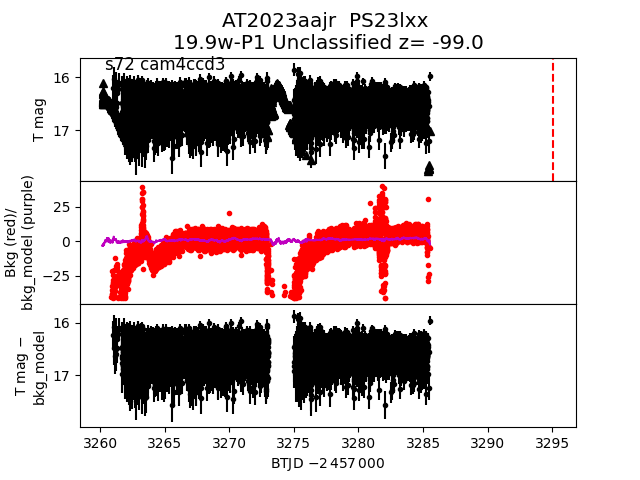 AT2023aajr PS23lxx
19.9w-P1 Unclassified z= -99.0
s72 cam4ccd3
16
17
T mag
25
0
−25
Bkg (red)/
bkg_model (purple)
16
17
T mag −
bkg_model
3260 3265 3270 3275 3280 3285 3290 3295
BTJD −2 457 000